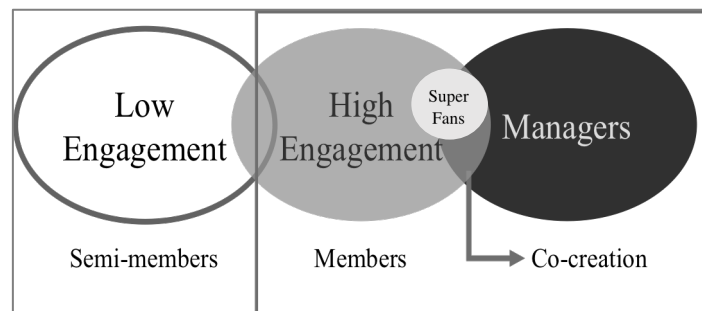 Low
Engagement
High
Engagement
Super
Fans
Managers
Semi-members
Members
Co-creation